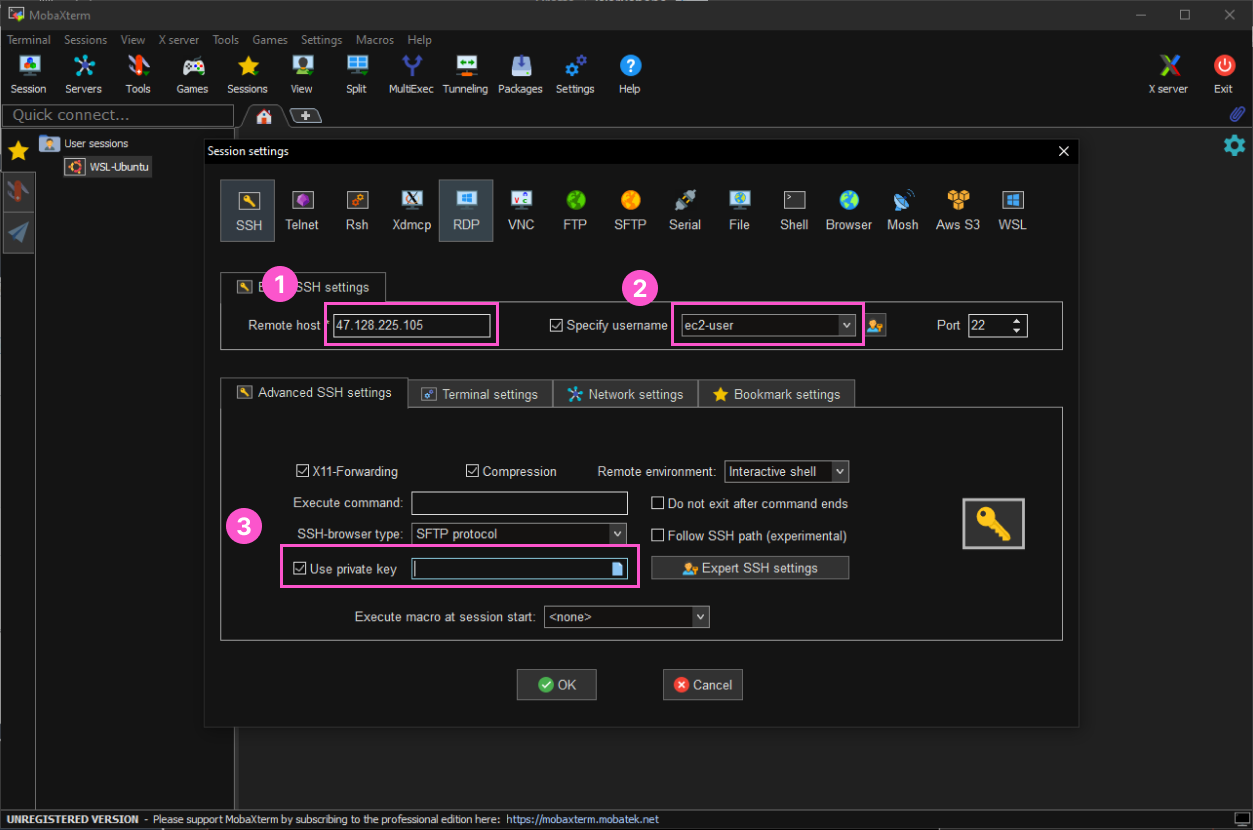 MobaXterm
Terminal Sessions View X server Tools Games Settings Macros Help
Session Servers Tools Games Sessions View Split MultiExec Tunneling Packages Settings Help X server Exit
Quick connect...
User sessions
WSL-Ubuntu
Session settings
SSH Telnet Rsh Xdmcp RDP VNC FTP SFTP Serial File Shell Browser Mosh Aws S3 WSL
1
SSH settings
2
Remote host * 47.128.225.105 Specify username ec2-user Port 22
Advanced SSH settings Terminal settings Network settings Bookmark settings
X11-Forwarding Compression Remote environment: Interactive shell
Execute command: Do not exit after command ends
3
SSH-browser type: SFTP protocol Follow SSH path (experimental)
Use private key Expert SSH settings
Execute macro at session start: <none>
OK Cancel
UNREGISTERED VERSION - Please support MobaXterm by subscribing to the professional edition here: https://mobaxterm.mobatek.net